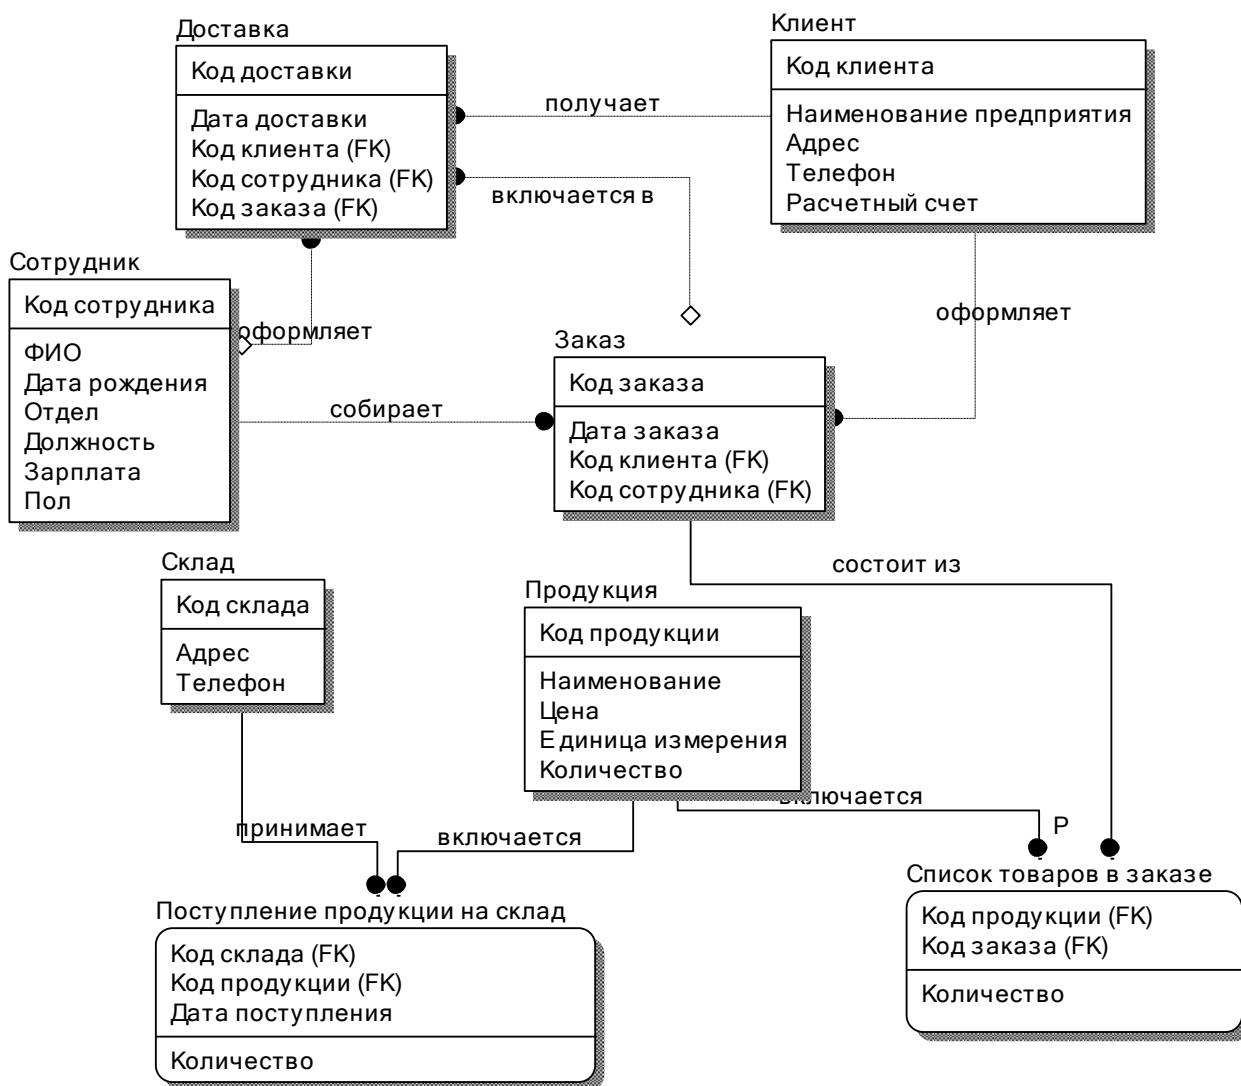 Доставка
Код доставки
Дата доставки
Код клиента (FK)
Код сотрудника (FK)
Код заказа (FK)
Клиент
Код клиента
Наименование предприятия
Адрес
Телефон
Расчетный счет
получает
включается в
Сотрудник
Код сотрудника
ФИО
Дата рождения
Отдел
Должность
Зарплата
Пол
оформляет
оформляет
собирает
Заказ
Код заказа
Дата заказа
Код клиента (FK)
Код сотрудника (FK)
Склад
Код склада
Адрес
Телефон
Продукция
Код продукции
Наименование
Цена
Единица измерения
Количество
состоит из
принимает
включается
включается
P
Поступление продукции на склад
Код склада (FK)
Код продукции (FK)
Дата поступления
Количество
Список товаров в заказе
Код продукции (FK)
Код заказа (FK)
Количество